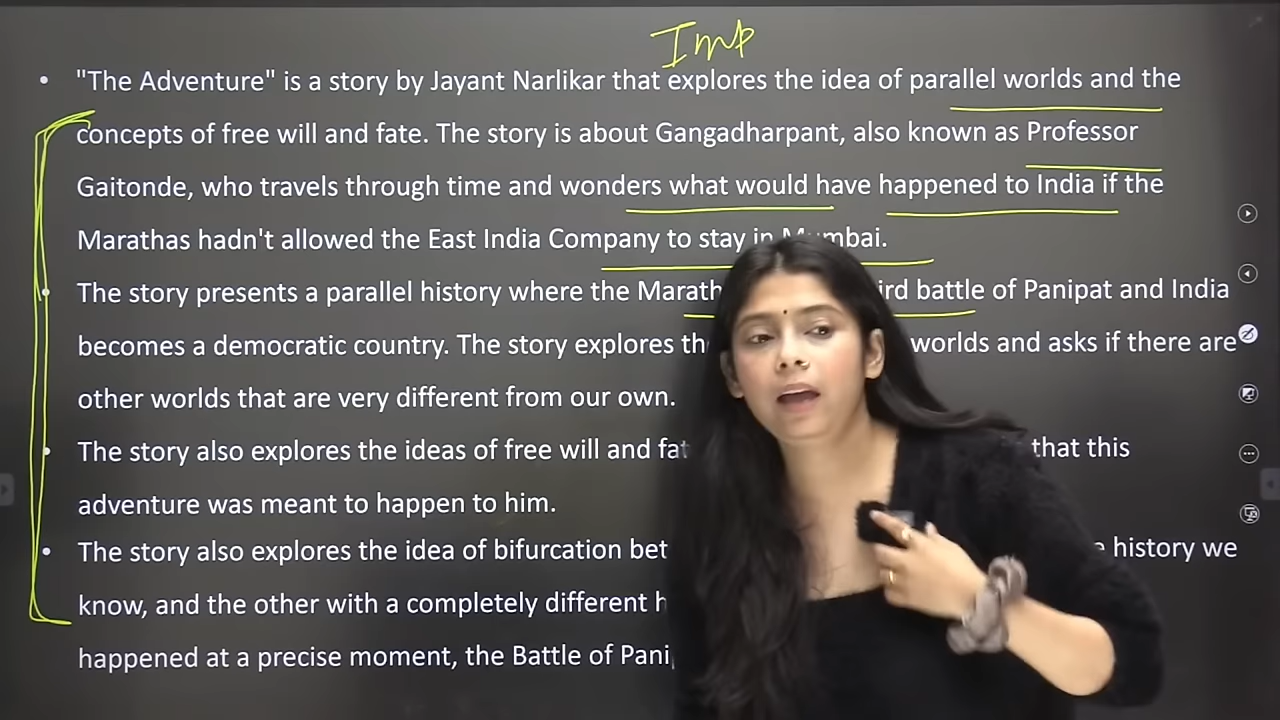 Imp
• "The Adventure" is a story by Jayant Narlikar that explores the idea of parallel worlds and the
concepts of free will and fate. The story is about Gangadharpant, also known as Professor
Gaitonde, who travels through time and wonders what would have happened to India if the
Marathas hadn't allowed the East India Company to stay in Mumbai.
• The story presents a parallel history where the battle of Panipat and India
becomes a democratic country. The story explores worlds and asks if there are
other worlds that are very different from our own.
• The story also explores the ideas of free will and that this
adventure was meant to happen to him.
• The story also explores the idea of bifurcation history we
know, and the other with a completely different
happened at a precise moment, the Battle of